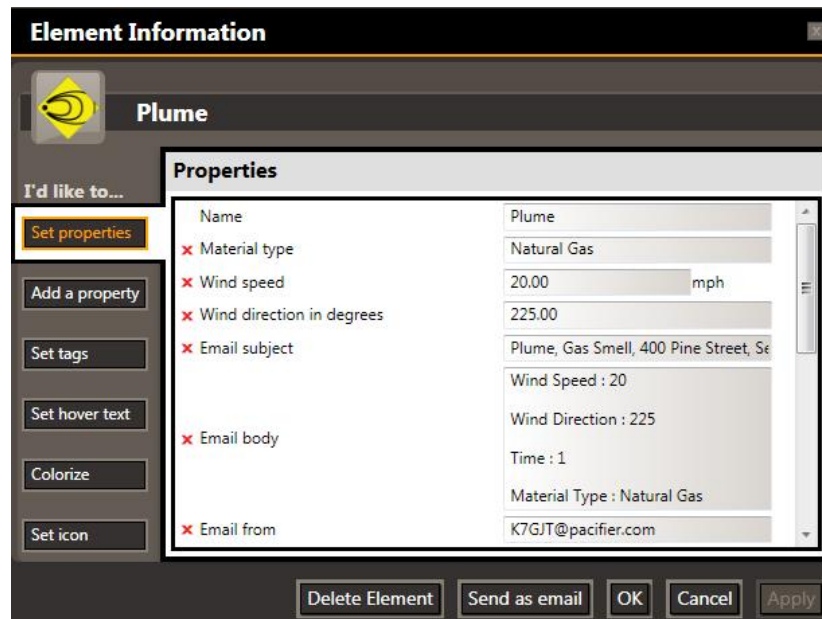 Element Information
x
Plume
I'd like to...
Set properties
Add a property
Set tags
Set hover text
Colorize
Set icon
Properties
Name Plume
x Material type Natural Gas
x Wind speed 20.00 mph
x Wind direction in degrees 225.00
x Email subject Plume, Gas Smell, 400 Pine Street, Se
x Email body Wind Speed : 20
Wind Direction : 225
Time : 1
Material Type : Natural Gas
x Email from K7GJT@pacifier.com
Delete Element Send as email OK Cancel Apply